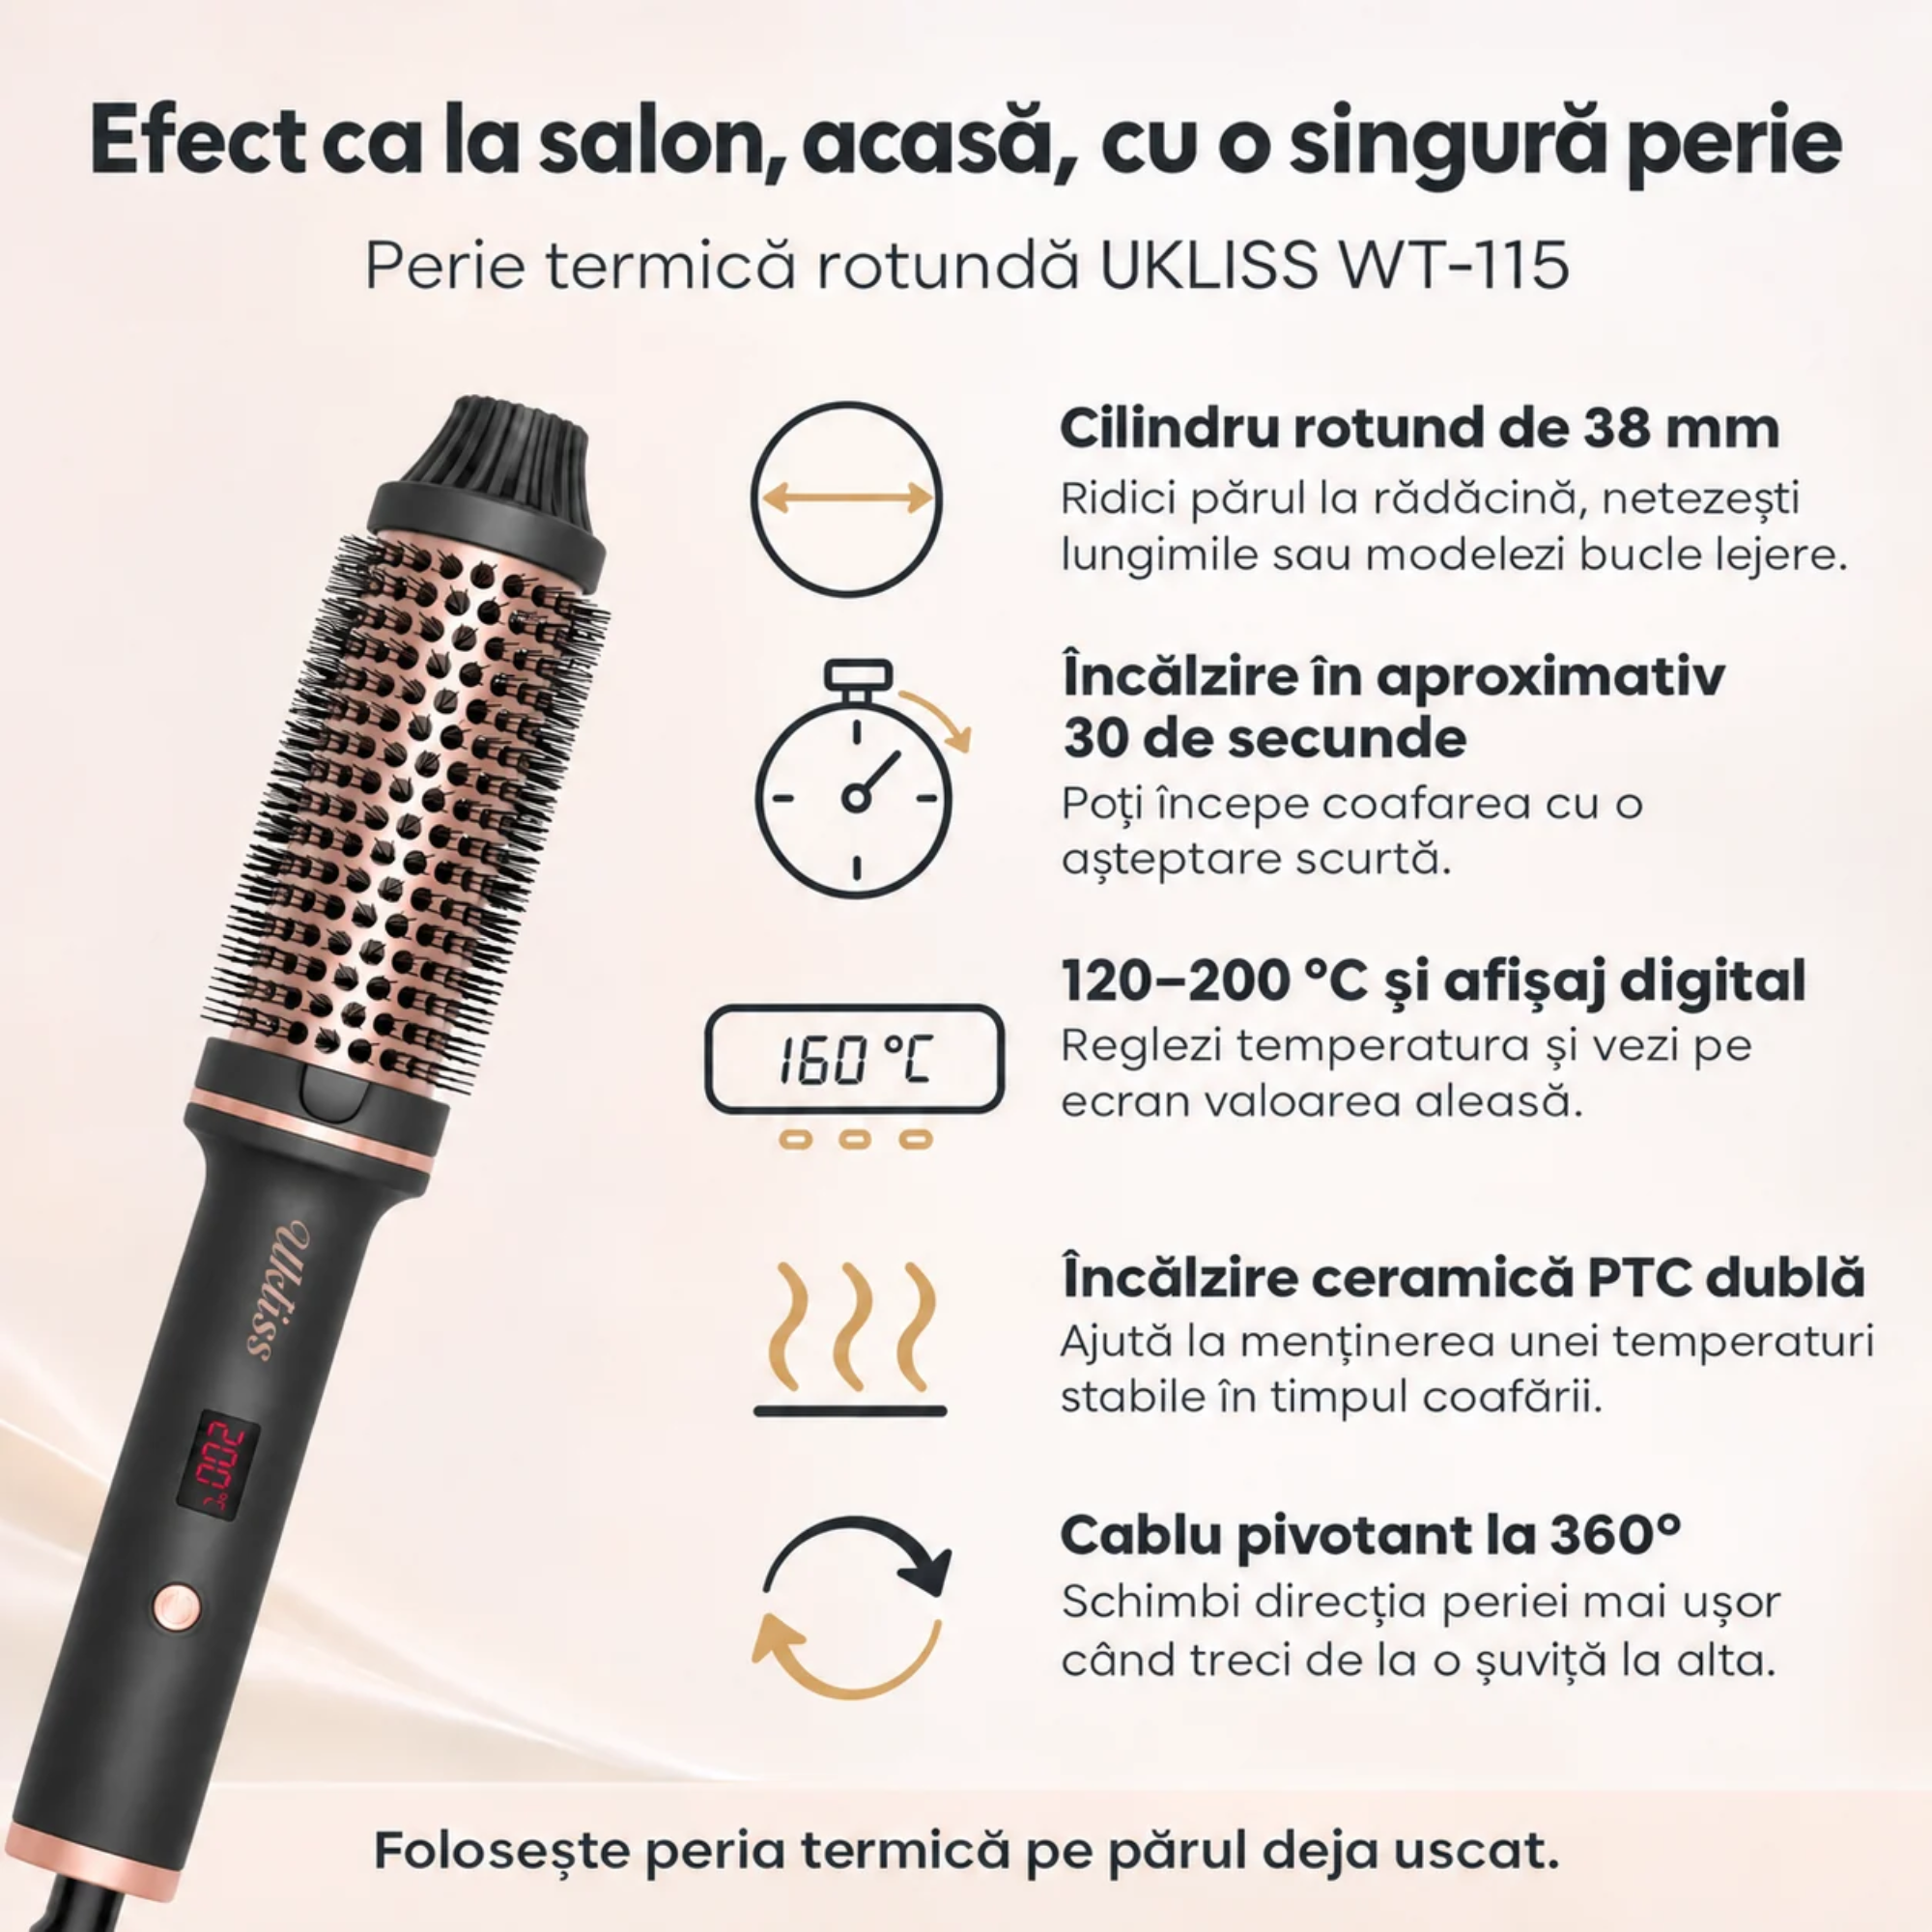 Efect ca la salon, acasă, cu o singură perie
Perie termică rotundă UKLISS WT-115
Cilindru rotund de 38 mm
Ridici părul la rădăcină, netezești
lungimile sau modelezi bucle lejere.
Încălzire în aproximativ
30 de secunde
Poți începe coafarea cu o
așteptare scurtă.
120–200 °C și afișaj digital
Reglezi temperatura și vezi pe
ecran valoarea aleasă.
160 °C
Încălzire ceramică PTC dublă
Ajută la menținerea unei temperaturi
stabile în timpul coafării.
Cablu pivotant la 360°
Schimbi direcția periei mai ușor
când treci de la o șuviță la alta.
Ukliss
200°C
Folosește peria termică pe părul deja uscat.